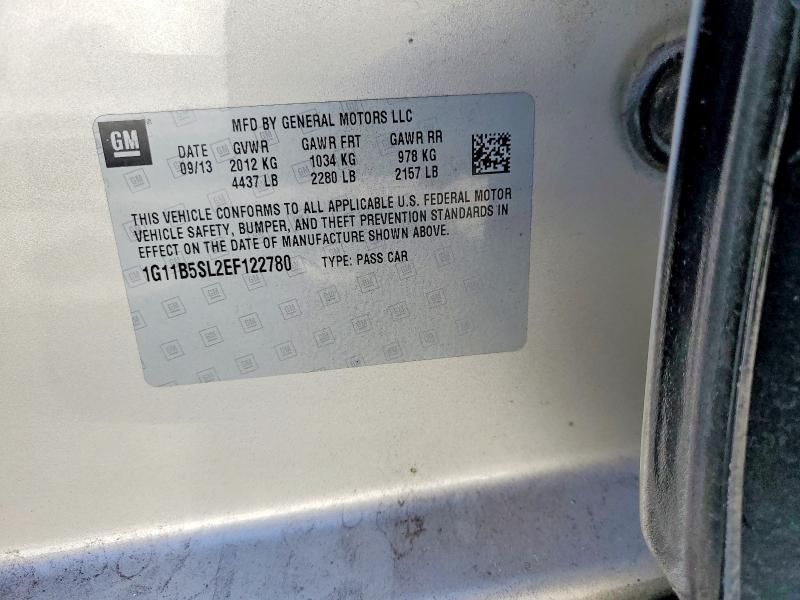 GM
MFD BY GENERAL MOTORS LLC
DATE GVWR GAWR FRT GAWR RR
09/13 2012 KG 1034 KG 978 KG
4437 LB 2280 LB 2157 LB
THIS VEHICLE CONFORMS TO ALL APPLICABLE U.S. FEDERAL MOTOR
VEHICLE SAFETY, BUMPER, AND THEFT PREVENTION STANDARDS IN
EFFECT ON THE DATE OF MANUFACTURE SHOWN ABOVE.
1G11B5SL2EF122780 TYPE: PASS CAR